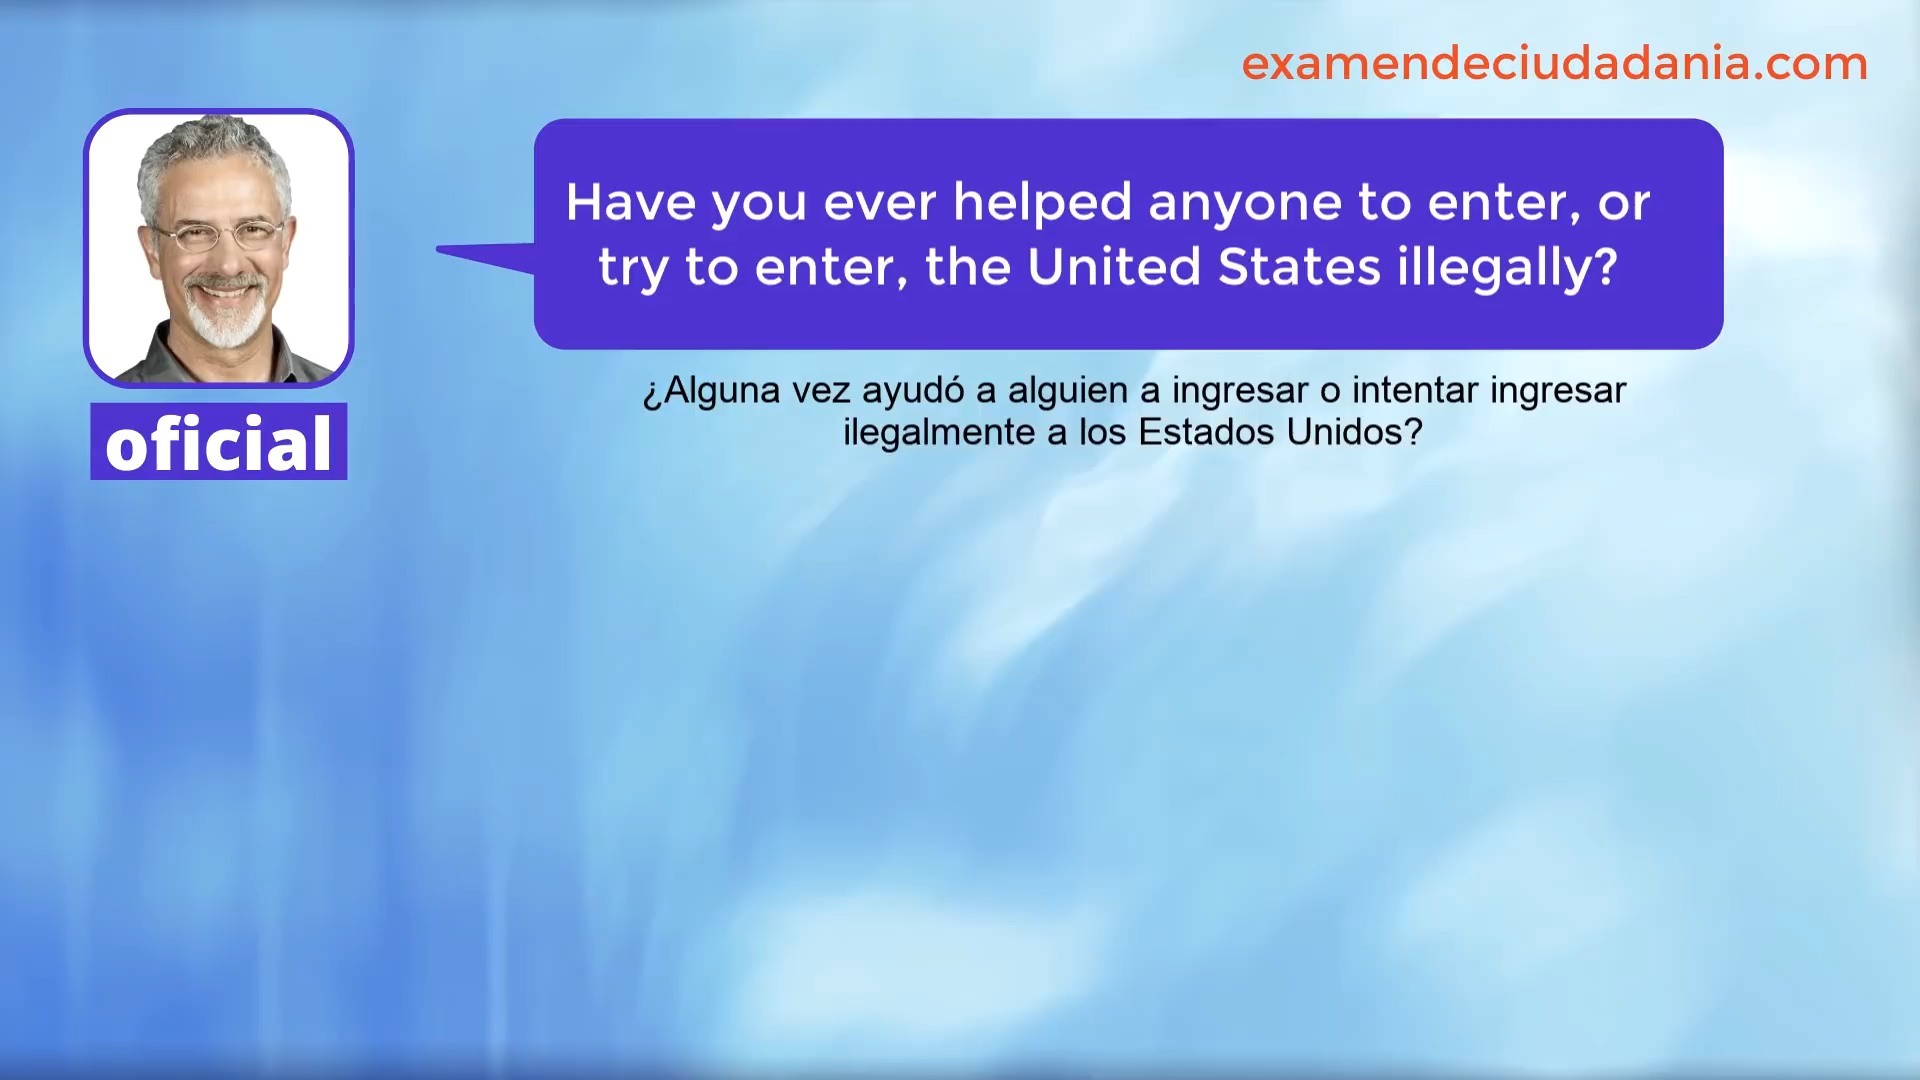 examendeciudadania.com
Have you ever helped anyone to enter, or
try to enter, the United States illegally?
¿Alguna vez ayudó a alguien a ingresar o intentar ingresar
ilegalmente a los Estados Unidos?
oficial